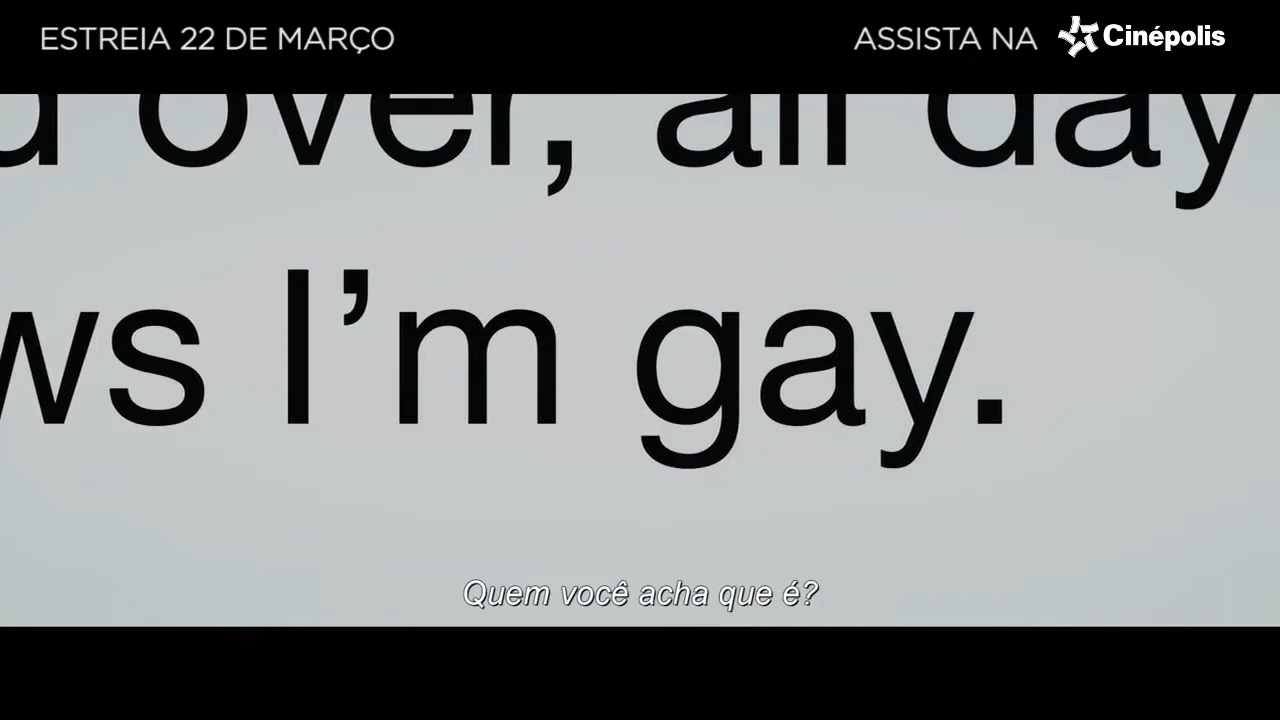 ESTREIA 22 DE MARÇO
ASSISTA NA Cinépolis
over, all day
ws I’m gay.
Quem você acha que é?